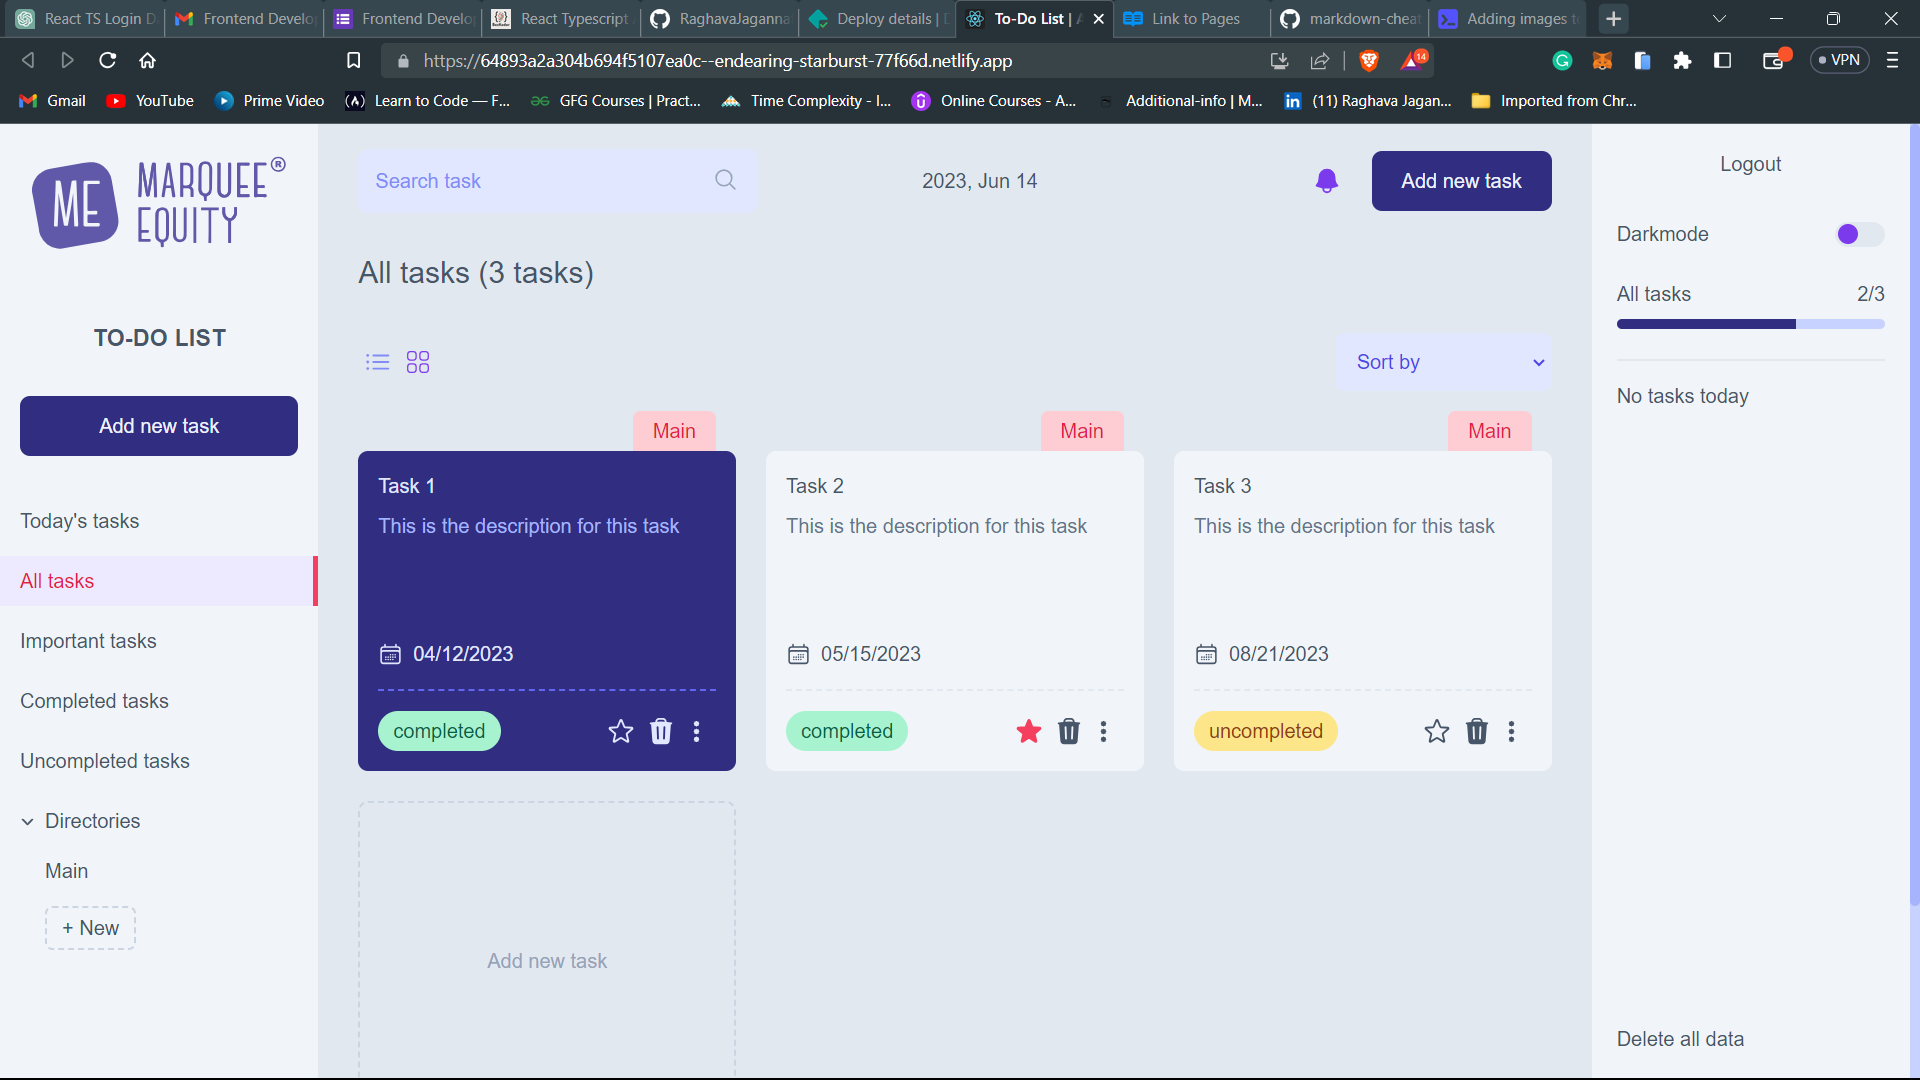 React TS Login D
Frontend Develo
Frontend Develo
React Typescript
RaghavaJaganna
Deploy details |
To-Do List |
Link to Pages
markdown-cheat
Adding images t
https://64893a2a304b694f5107ea0c--endearing-starburst-77f66d.netlify.app
14
VPN
Gmail
YouTube
Prime Video
Learn to Code — F...
GFG Courses | Pract...
Time Complexity - I...
Online Courses - A...
Additional-info | M...
(11) Raghava Jagan...
Imported from Chr...
ME
MARQUEE®
EQUITY
TO-DO LIST
Add new task
Today's tasks
All tasks
Important tasks
Completed tasks
Uncompleted tasks
Directories
Main
+ New
Search task
2023, Jun 14
Add new task
All tasks (3 tasks)
Sort by
Main
Task 1
This is the description for this task
04/12/2023
completed
Main
Task 2
This is the description for this task
05/15/2023
completed
Main
Task 3
This is the description for this task
08/21/2023
uncompleted
Add new task
Logout
Darkmode
All tasks 2/3
No tasks today
Delete all data